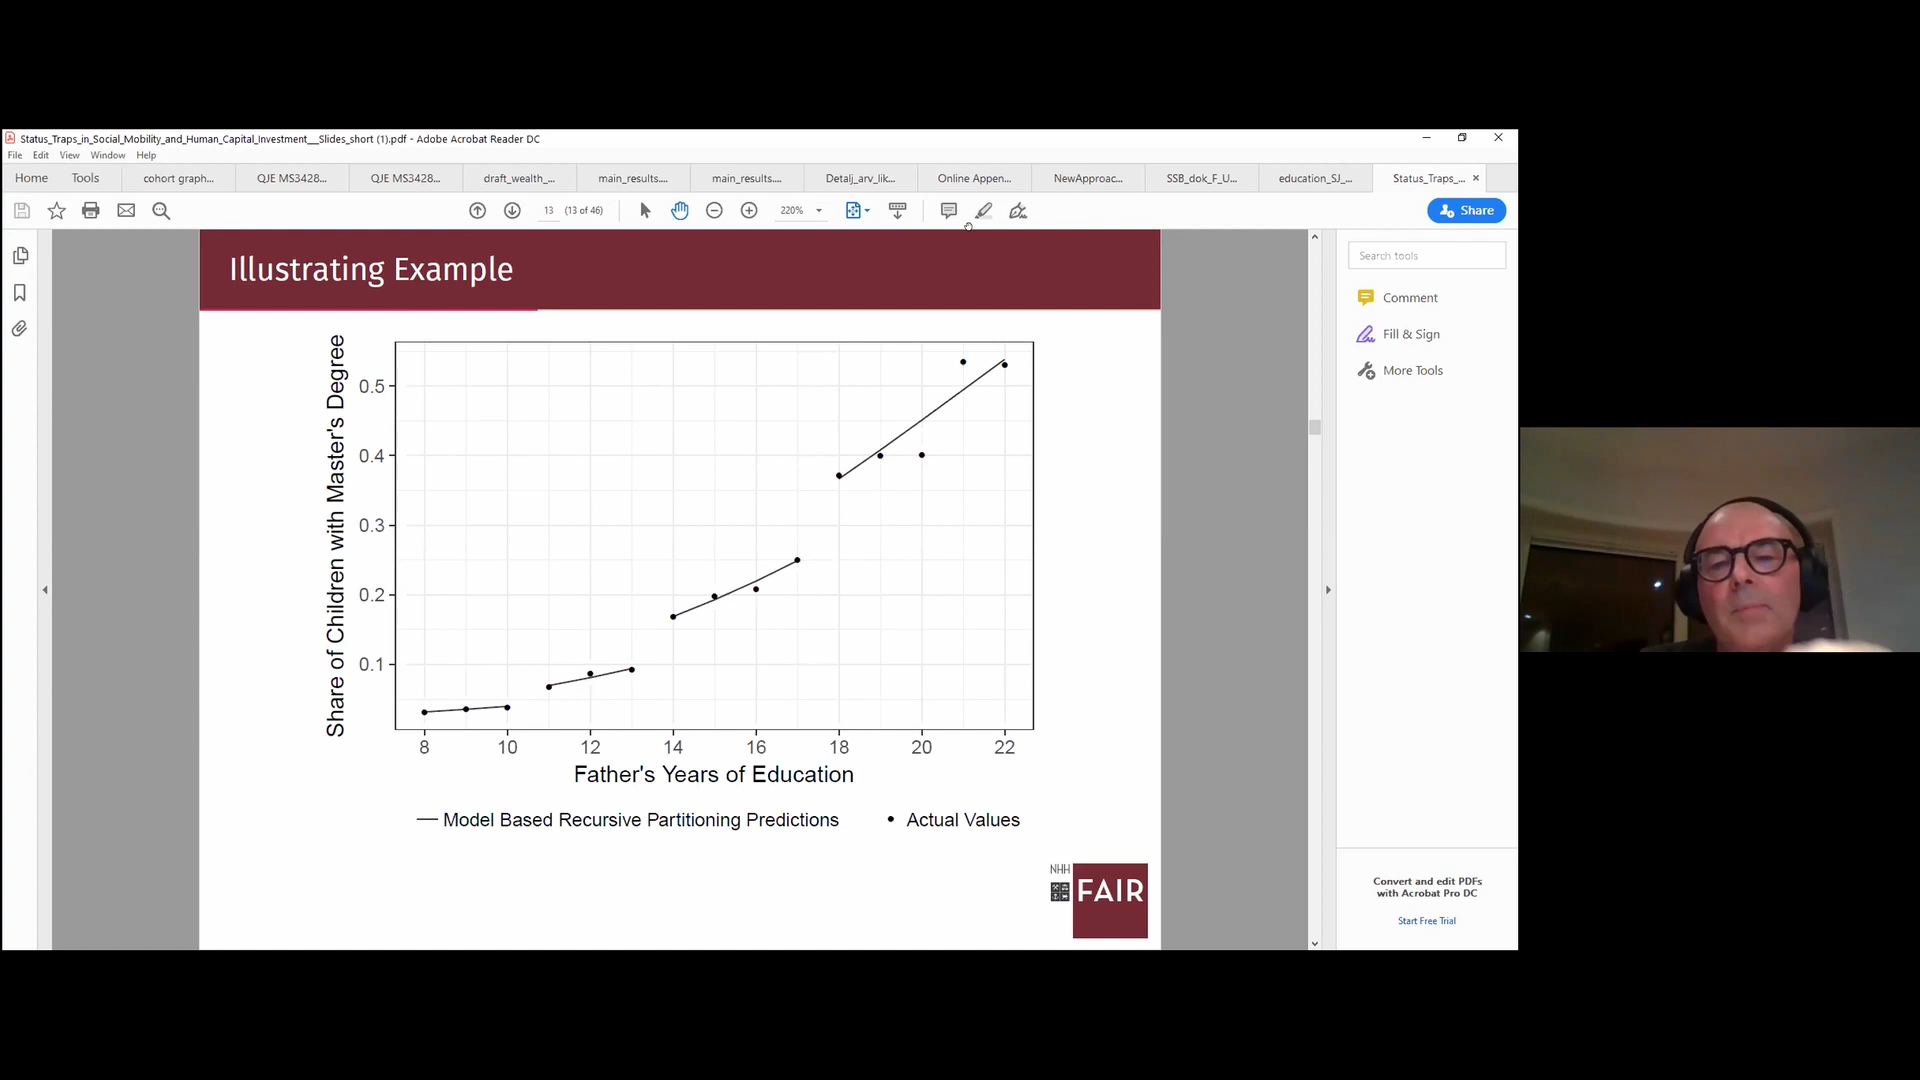 Status_Traps_in_Social_Mobility_and_Human_Capital_Investment__Slides_short (1).pdf - Adobe Acrobat Reader DC
File Edit View Window Help
Home Tools cohort graph... QJE MS3428... QJE MS3428... draft_wealth_... main_results.... main_results.... Detalj_arv_lik... Online Appen... NewApproac... SSB_dok_F_U... education_SJ_... Status_Traps_...
13 (13 of 46) 220% Share
Illustrating Example
Search tools
Comment
Fill & Sign
More Tools
Share of Children with Master's Degree
0.5
0.4
0.3
0.2
0.1
8 10 12 14 16 18 20 22
Father's Years of Education
Model Based Recursive Partitioning Predictions Actual Values
NHH
FAIR
Convert and edit PDFs
with Acrobat Pro DC
Start Free Trial